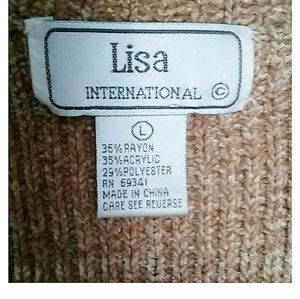 Lisa
INTERNATIONAL ©
L
36% RAYON
35% ACRYLIC
29% POLYESTER
RN 69341
MADE IN CHINA
CARE SEE REVERSE